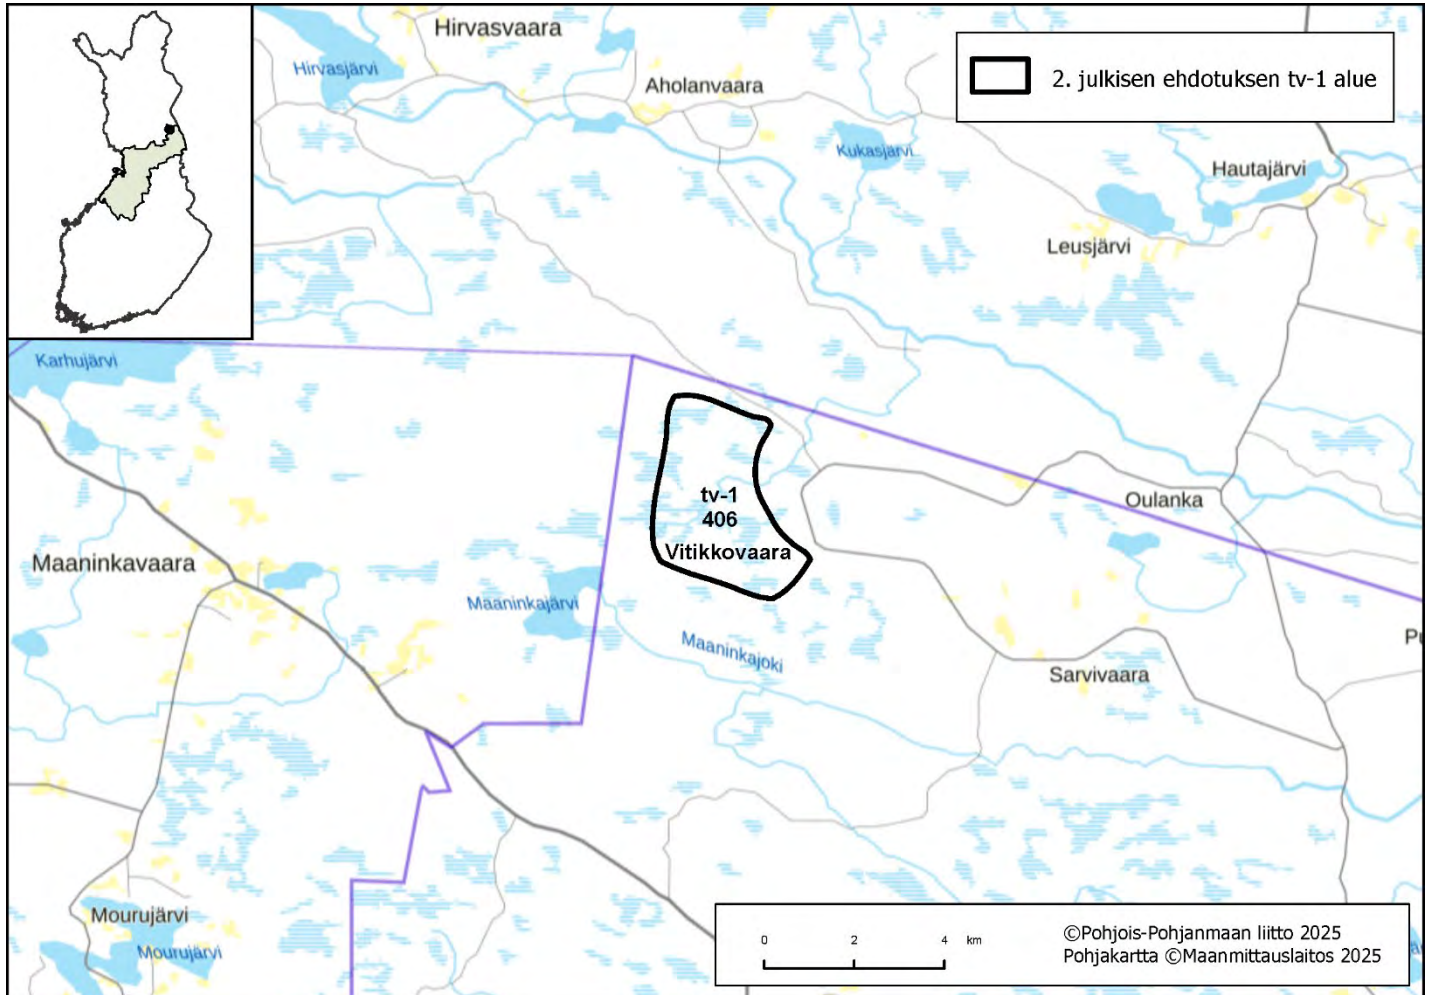 Hirvasvaara
Hirvasjärvi
Aholanvaara
2. julkisen ehdotuksen tv-1 alue
Kukasjärvi
Hautajärvi
Leusjärvi
Karhujärvi
tv-1
406
Vitikkovaara
Oulanka
Maaninkavaara
Maaninkajärvi
Maaninkajoki
Sarvivaara
Mourujärvi
Mourujärvi
0 2 4 km
©Pohjois-Pohjanmaan liitto 2025
Pohjakartta ©Maanmittauslaitos 2025